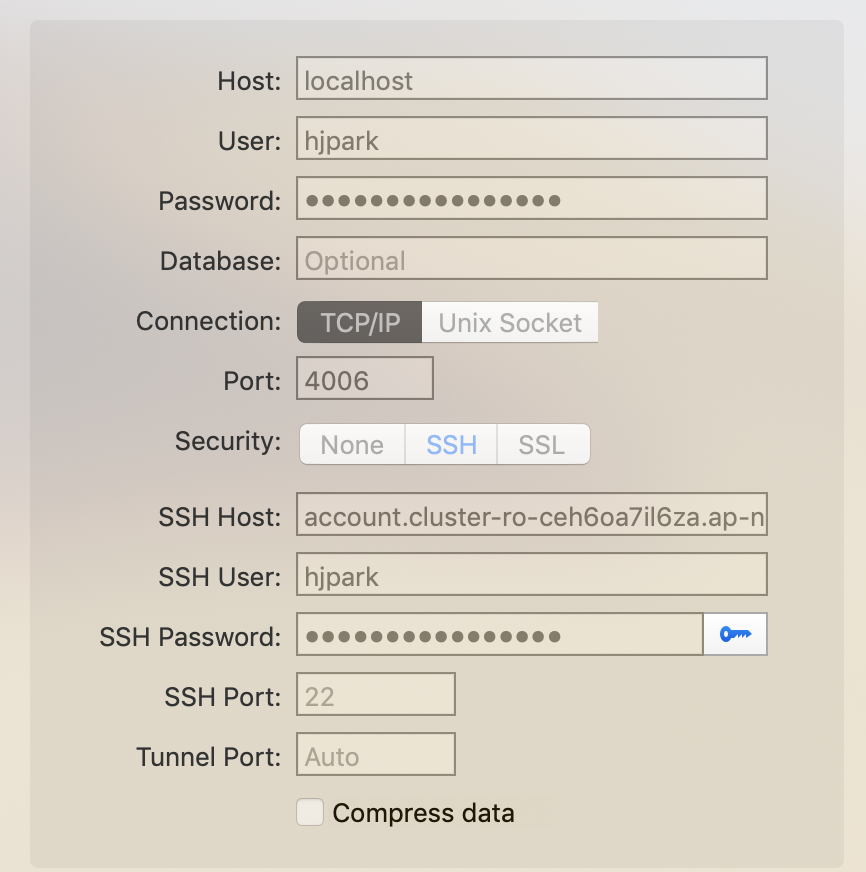 Host: localhost
User: hjpark
Password: ••••••••••••••••
Database: Optional
Connection: TCP/IP Unix Socket
Port: 4006
Security: None SSH SSL
SSH Host: account.cluster-ro-ceh6oa7il6za.ap-n
SSH User: hjpark
SSH Password: ••••••••••••••••
SSH Port: 22
Tunnel Port: Auto
Compress data